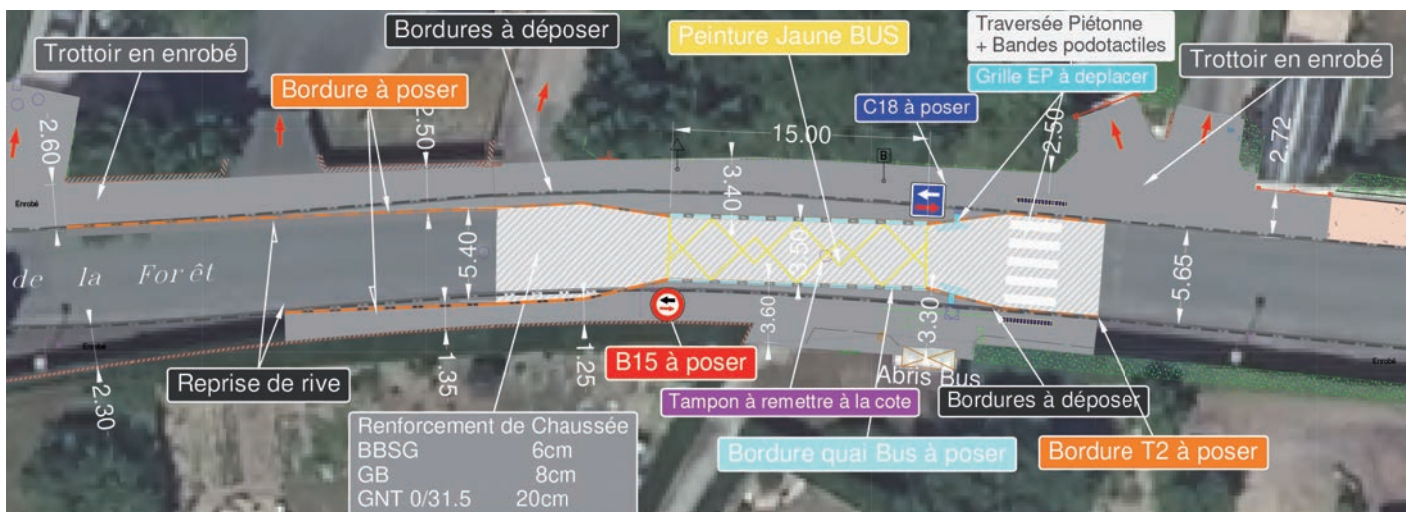 Trottoir en enrobé
Bordures à déposer
Peinture Jaune BUS
Traversée Piétonne
+ Bandes podotactiles
Grille EP à deplacer
Trottoir en enrobé
Bordure à poser
C18 à poser
2.60
2.50
15.00
2.50
2.72
3.40
B
Enrobé
5.40
3.50
5.65
de la Forêt
3.60
3.30
B15 à poser
Reprise de rive
1.35
1.25
2.30
Abris Bus
Enrobé
Tampon à remettre à la cote
Bordures à déposer
Renforcement de Chaussée
BBSG 6cm
GB 8cm
GNT 0/31.5 20cm
Bordure quai Bus à poser
Bordure T2 à poser